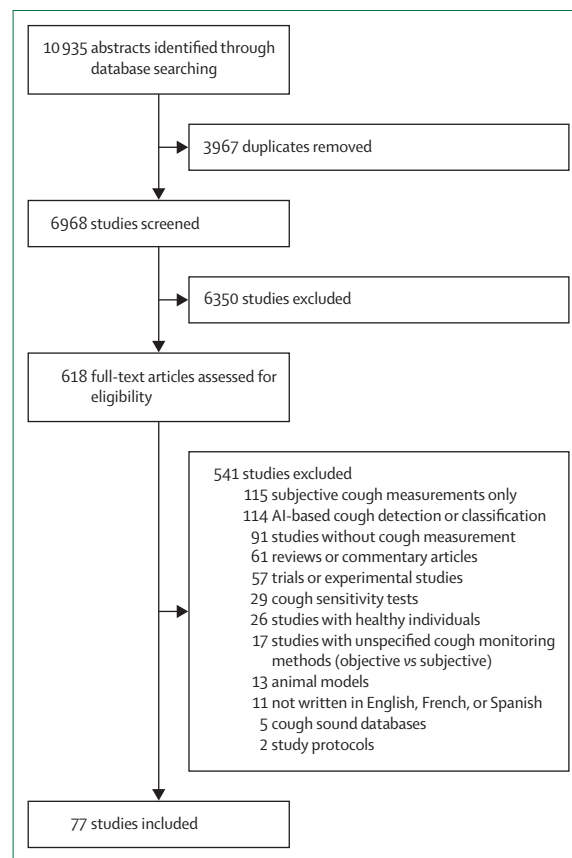 10 935 abstracts identified through
database searching
3967 duplicates removed
6968 studies screened
6350 studies excluded
618 full-text articles assessed for
eligibility
541 studies excluded
115 subjective cough measurements only
114 AI-based cough detection or classification
91 studies without cough measurement
61 reviews or commentary articles
57 trials or experimental studies
29 cough sensitivity tests
26 studies with healthy individuals
17 studies with unspecified cough monitoring
methods (objective vs subjective)
13 animal models
11 not written in English, French, or Spanish
5 cough sound databases
2 study protocols
77 studies included